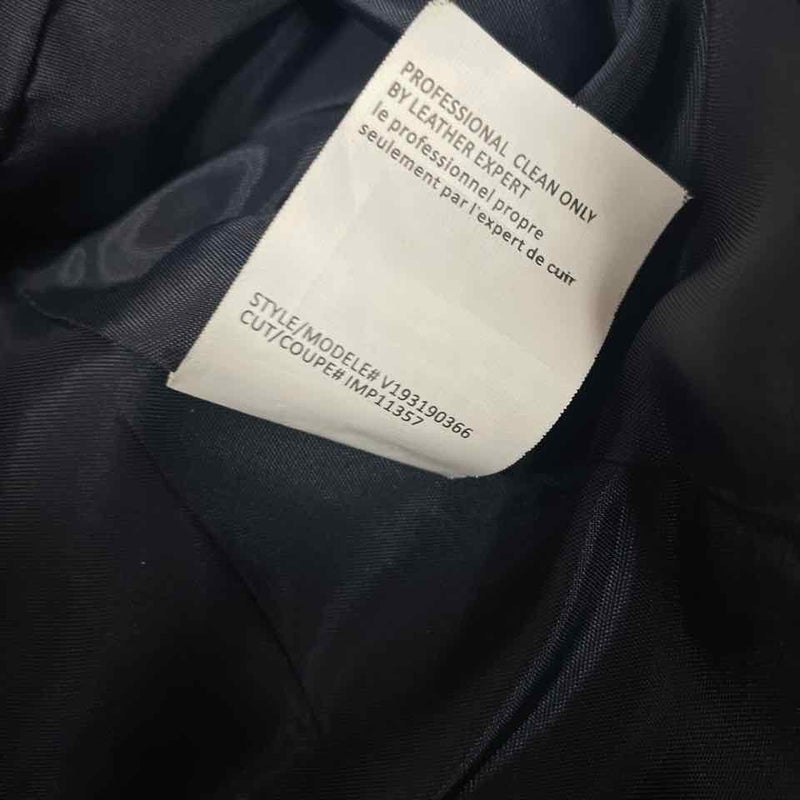 PROFESSIONAL CLEAN ONLY
BY LEATHER EXPERT
le professionnel propre
seulement par l'expert de cuir
STYLE/MODELE# V193190366
CUT/COUPE# IMP11357